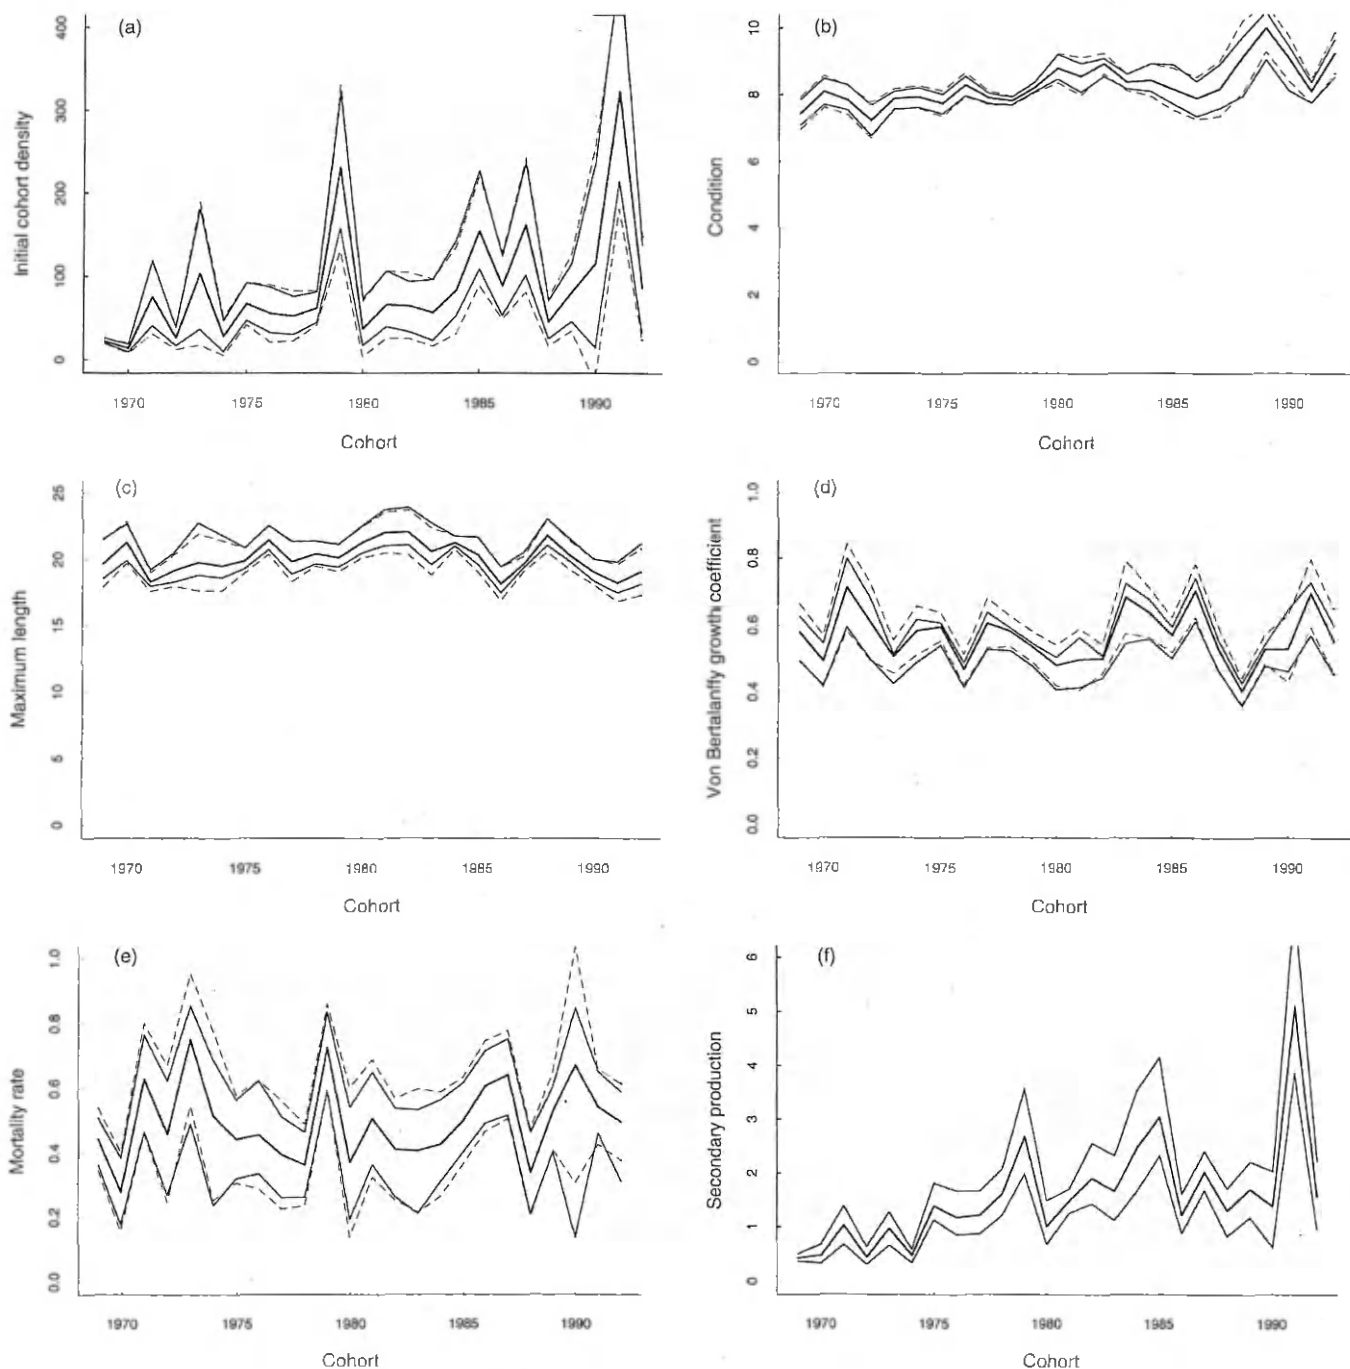 (a)
Initial cohort density
400
300
200
100
0
1970 1975 1980 1985 1990
Cohort
(b)
Condition
10
8
6
4
2
0
1970 1975 1980 1985 1990
Cohort
(c)
Maximum length
25
20
15
10
5
0
1970 1975 1980 1985 1990
Cohort
(d)
Von Bertalanffy growth coefficient
1.0
0.8
0.6
0.4
0.2
0.0
1970 1975 1980 1985 1990
Cohort
(e)
Mortality rate
1.0
0.8
0.6
0.4
0.2
0.0
1970 1975 1980 1985 1990
Cohort
(f)
Secondary production
6
5
4
3
2
1
0
1970 1975 1980 1985 1990
Cohort